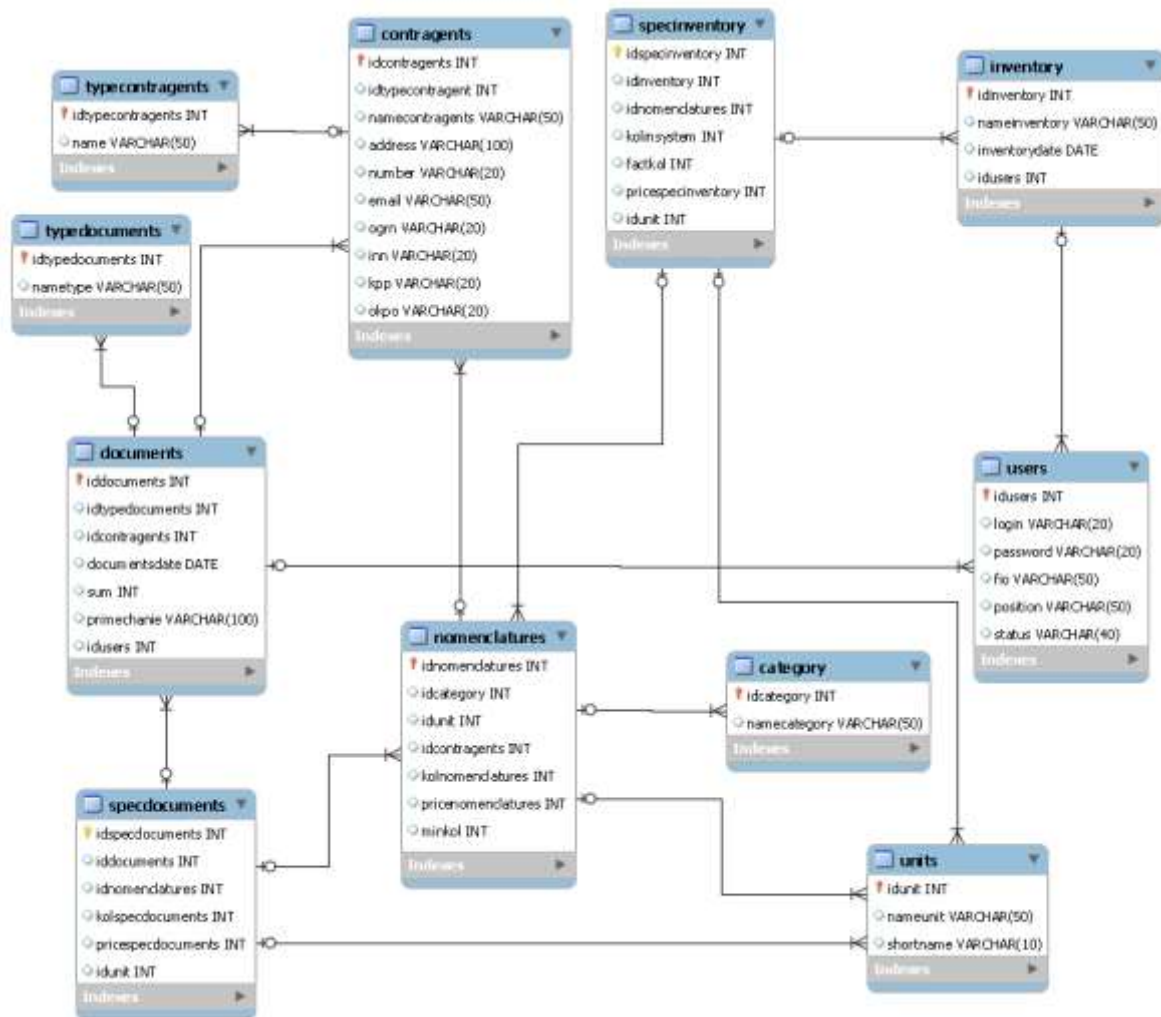 typecontragents
idtypecontragents INT
name VARCHAR(50)
Indexes
contragents
idcontragents INT
idtypecontragent INT
namecontragents VARCHAR(50)
address VARCHAR(100)
number VARCHAR(20)
email VARCHAR(50)
ogrn VARCHAR(20)
inn VARCHAR(20)
kpp VARCHAR(20)
okpo VARCHAR(20)
Indexes
specinventory
idspecinventory INT
idinventory INT
idnomenclatures INT
kolinsystem INT
factkol INT
pricespecinventory INT
idunit INT
Indexes
inventory
idinventory INT
nameinventory VARCHAR(50)
inventorydate DATE
idusers INT
Indexes
typedocuments
idtypedocuments INT
nametype VARCHAR(50)
Indexes
documents
iddocuments INT
idtypedocuments INT
idcontragents INT
documentsdate DATE
sum INT
primechanie VARCHAR(100)
idusers INT
Indexes
users
idusers INT
login VARCHAR(20)
password VARCHAR(20)
fio VARCHAR(50)
position VARCHAR(50)
status VARCHAR(40)
Indexes
nomenclatures
idnomenclatures INT
idcategory INT
idunit INT
idcontragents INT
kolnomenclatures INT
pricenomenclatures INT
minkol INT
Indexes
category
idcategory INT
namecategory VARCHAR(50)
Indexes
specdocuments
idspecdocuments INT
iddocuments INT
idnomenclatures INT
kolspecdocuments INT
pricespecdocuments INT
idunit INT
Indexes
units
idunit INT
nameunit VARCHAR(50)
shortname VARCHAR(10)
Indexes